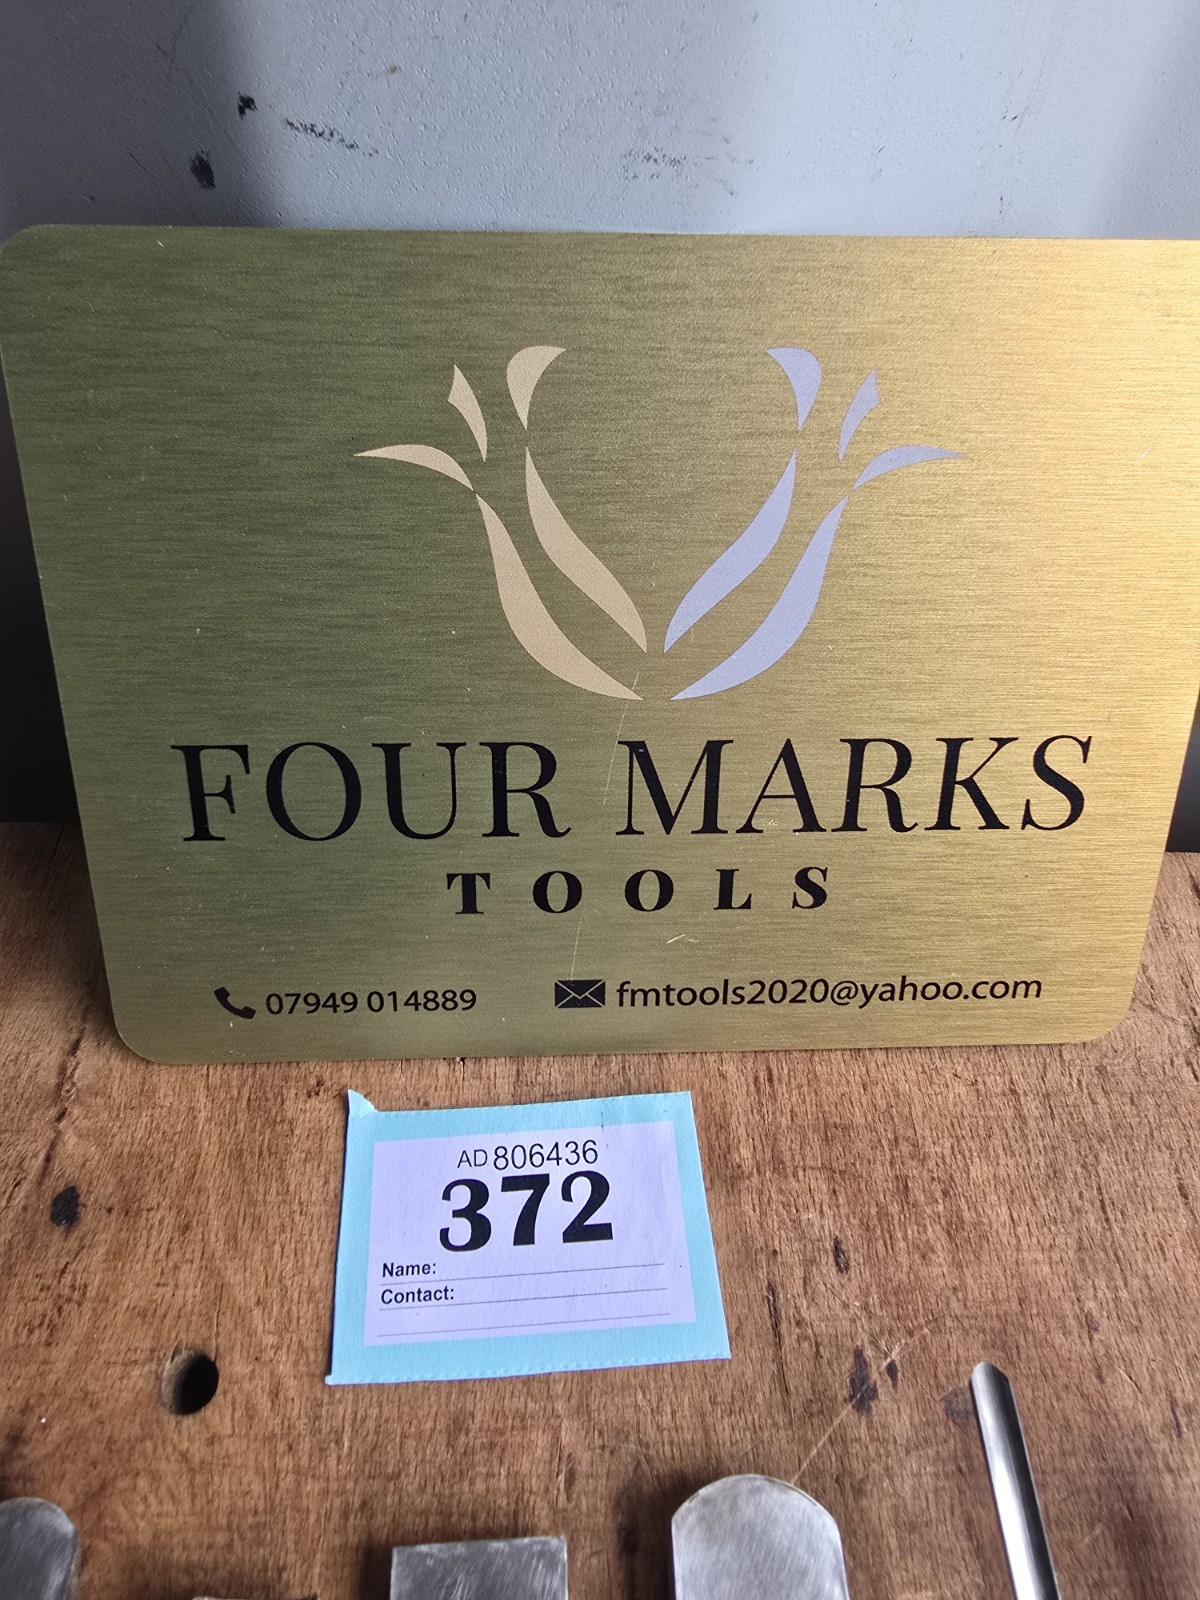 FOUR MARKS
TOOLS
07949 014889 fmtools2020@yahoo.com
AD 806436
372
Name:
Contact: